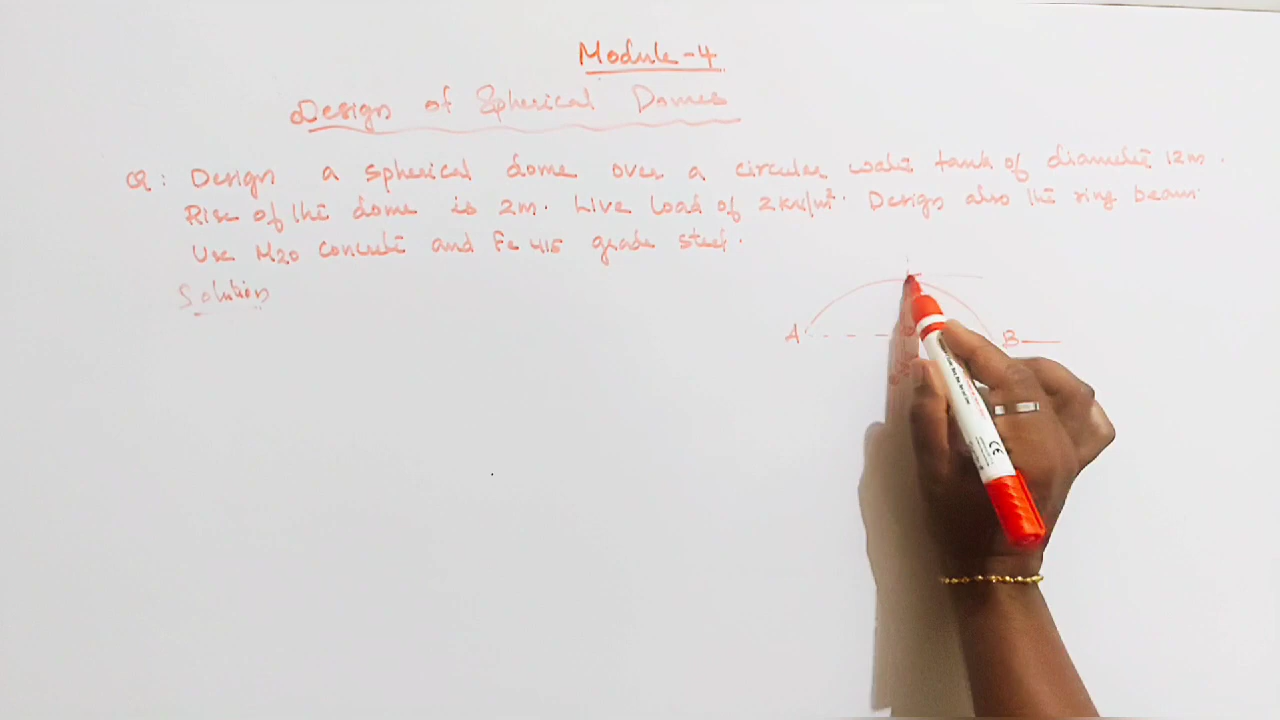 Module-4
Design of Spherical Domes
Q: Design a spherical dome over a circular water tank of diameter 12m.
Rise of the dome is 2m. Live load of 2kN/m². Design also the ring beam.
Use M20 concrete and Fe 415 grade steel.
Solution
A B
CE